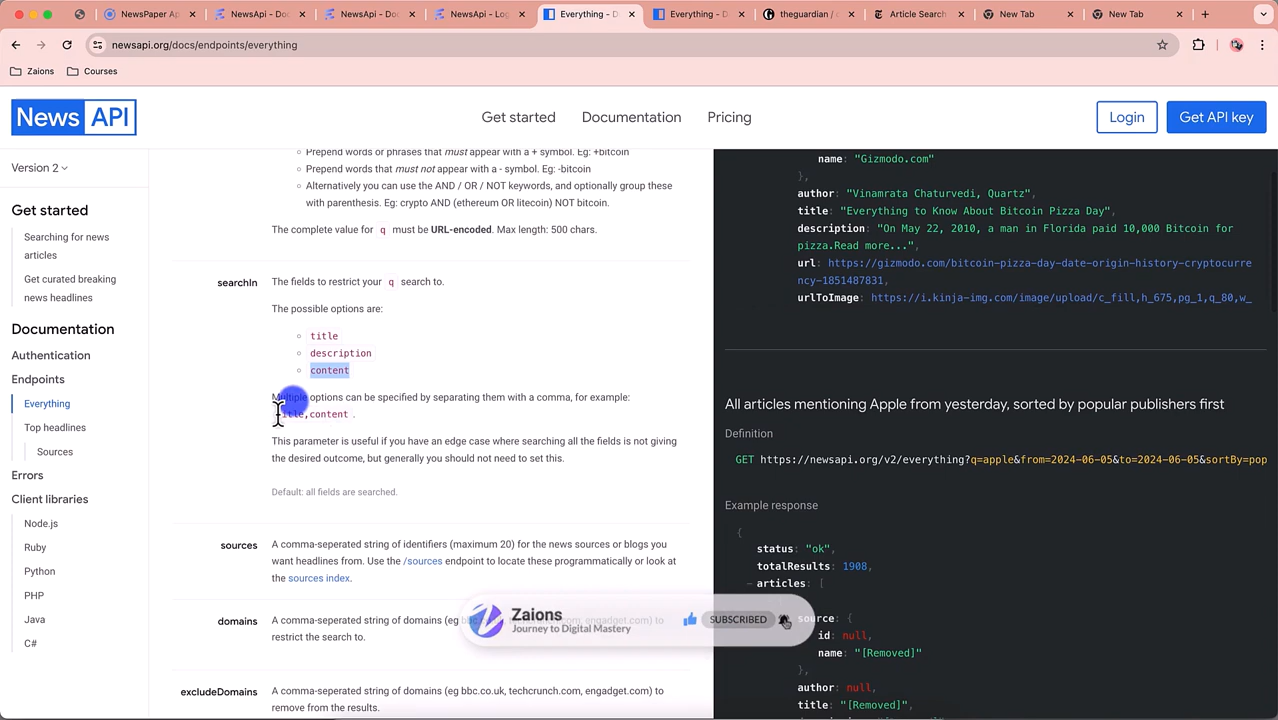 NewsPaper Ap
NewsApi - Doc
NewsApi - Doc
NewsApi - Log
Everything - D
Everything - D
theguardian / c
Article Search
New Tab
New Tab
newsapi.org/docs/endpoints/everything
Zaions
Courses
News API
Get started
Documentation
Pricing
Login
Get API key
Version 2
Get started
Searching for news
articles
Get curated breaking
news headlines
Documentation
Authentication
Endpoints
Everything
Top headlines
Sources
Errors
Client libraries
Node.js
Ruby
Python
PHP
Java
C#
Prepend words or phrases that must appear with a + symbol. Eg: +bitcoin
Prepend words that must not appear with a - symbol. Eg: -bitcoin
Alternatively you can use the AND / OR / NOT keywords, and optionally group these
with parenthesis. Eg: crypto AND (ethereum OR litecoin) NOT bitcoin.
The complete value for q must be URL-encoded. Max length: 500 chars.
searchIn
The fields to restrict your q search to.
The possible options are:
title
description
content
Multiple options can be specified by separating them with a comma, for example:
title,content .
This parameter is useful if you have an edge case where searching all the fields is not giving
the desired outcome, but generally you should not need to set this.
Default: all fields are searched.
sources
A comma-seperated string of identifiers (maximum 20) for the news sources or blogs you
want headlines from. Use the /sources endpoint to locate these programmatically or look at
the sources index.
domains
A comma-seperated string of domains (eg bbc.co.uk, techcrunch.com, engadget.com) to
restrict the search to.
excludeDomains
A comma-seperated string of domains (eg bbc.co.uk, techcrunch.com, engadget.com) to
remove from the results.
name: "Gizmodo.com"
},
author: "Vinamrata Chaturvedi, Quartz",
title: "Everything to Know About Bitcoin Pizza Day",
description: "On May 22, 2010, a man in Florida paid 10,000 Bitcoin for
pizza.Read more...",
url: https://gizmodo.com/bitcoin-pizza-day-date-origin-history-cryptocurre
ncy-1851487831,
urlToImage: https://i.kinja-img.com/image/upload/c_fill,h_675,pg_1,q_80,w_
All articles mentioning Apple from yesterday, sorted by popular publishers first
Definition
GET https://newsapi.org/v2/everything?q=apple&from=2024-06-05&to=2024-06-05&sortBy=pop
Example response
{
status: "ok",
totalResults: 1908,
− articles: [
source: {
id: null,
name: "[Removed]"
},
author: null,
title: "[Removed]",
Zaions
Journey to Digital Mastery
SUBSCRIBED